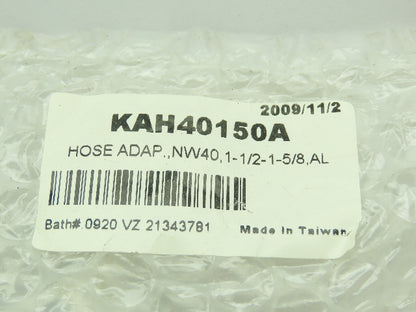 2009/11/2
KAH40150A
HOSE ADAP.,NW40,1-1/2-1-5/8,AL
Bath# 0920 VZ 21343781 Made In Taiwan